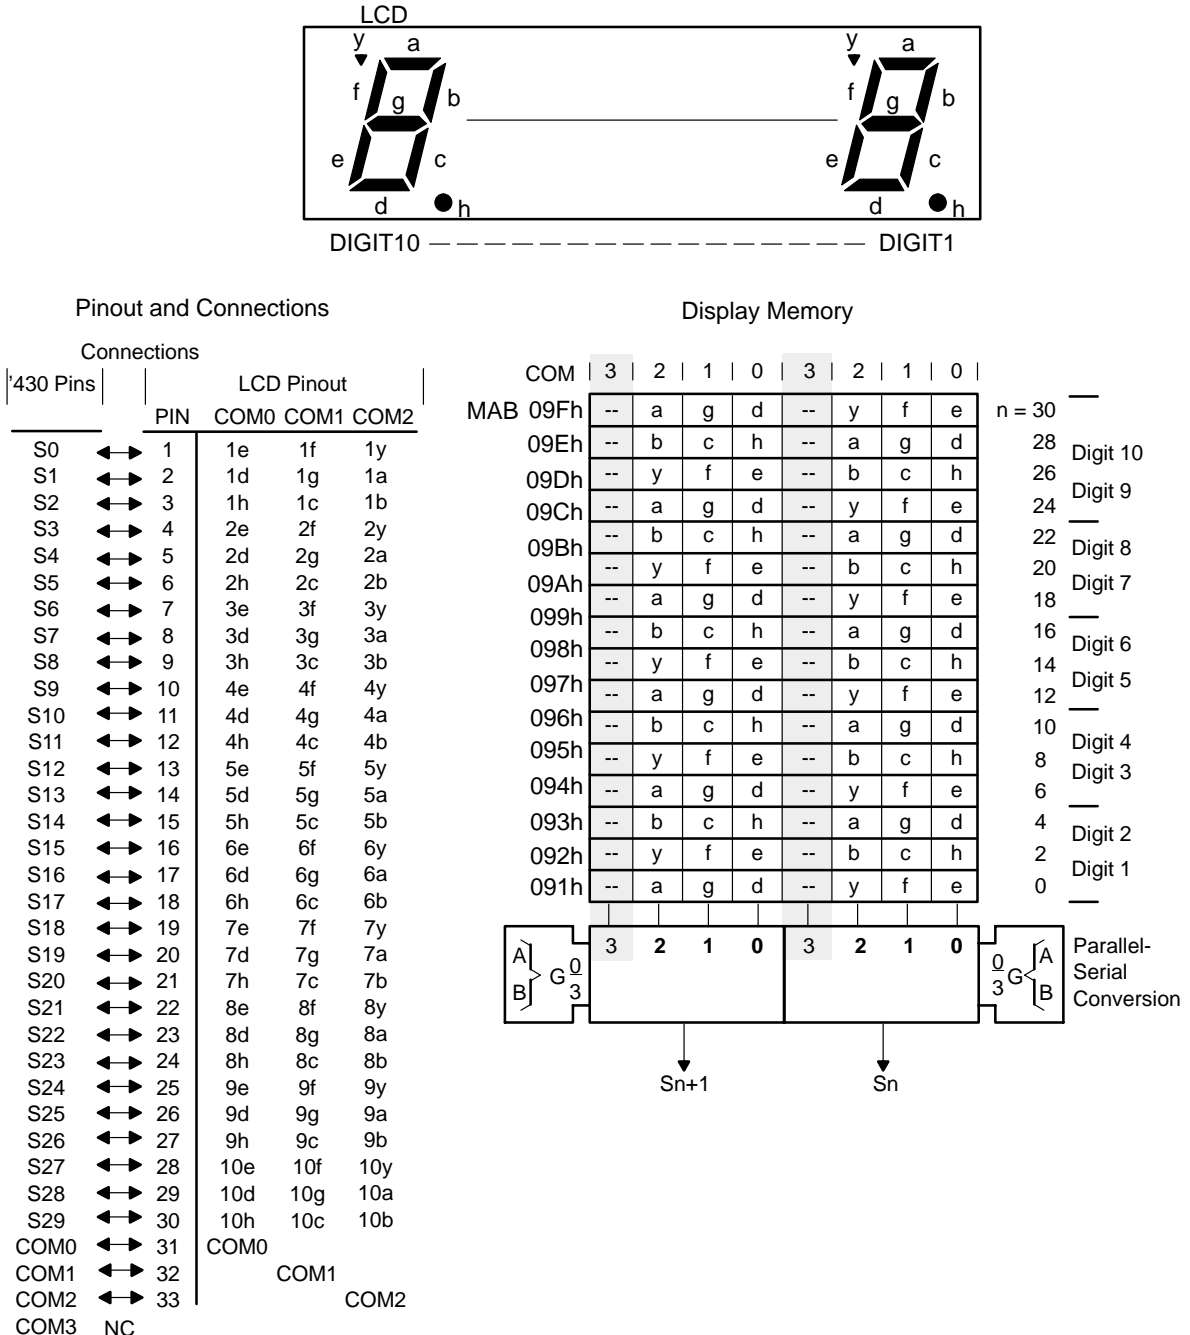 LCD
y a y a
f g b f g b
e c e c
d h d h
DIGIT10 DIGIT1
Pinout and Connections
Connections
'430 Pins LCD Pinout
PIN COM0 COM1 COM2
S0 1 1e 1f 1y
S1 2 1d 1g 1a
S2 3 1h 1c 1b
S3 4 2e 2f 2y
S4 5 2d 2g 2a
S5 6 2h 2c 2b
S6 7 3e 3f 3y
S7 8 3d 3g 3a
S8 9 3h 3c 3b
S9 10 4e 4f 4y
S10 11 4d 4g 4a
S11 12 4h 4c 4b
S12 13 5e 5f 5y
S13 14 5d 5g 5a
S14 15 5h 5c 5b
S15 16 6e 6f 6y
S16 17 6d 6g 6a
S17 18 6h 6c 6b
S18 19 7e 7f 7y
S19 20 7d 7g 7a
S20 21 7h 7c 7b
S21 22 8e 8f 8y
S22 23 8d 8g 8a
S23 24 8h 8c 8b
S24 25 9e 9f 9y
S25 26 9d 9g 9a
S26 27 9h 9c 9b
S27 28 10e 10f 10y
S28 29 10d 10g 10a
S29 30 10h 10c 10b
COM0 31 COM0
COM1 32 COM1
COM2 33 COM2
COM3 NC
Display Memory
COM 3 2 1 0 3 2 1 0
MAB 09Fh -- a g d -- y f e n = 30
09Eh -- b c h -- a g d 28 Digit 10
09Dh -- y f e -- b c h 26 Digit 9
09Ch -- a g d -- y f e 24
09Bh -- b c h -- a g d 22 Digit 8
09Ah -- y f e -- b c h 20 Digit 7
099h -- a g d -- y f e 18
098h -- b c h -- a g d 16 Digit 6
097h -- y f e -- b c h 14 Digit 5
-- a g d -- y f e 12
096h -- b c h -- a g d 10 Digit 4
095h -- y f e -- b c h 8 Digit 3
094h -- a g d -- y f e 6
093h -- b c h -- a g d 4 Digit 2
092h -- y f e -- b c h 2 Digit 1
091h -- a g d -- y f e 0
3 2 1 0 3 2 1 0
A B G 0 3
0 3 G A B
Parallel-
Serial
Conversion
Sn+1 Sn